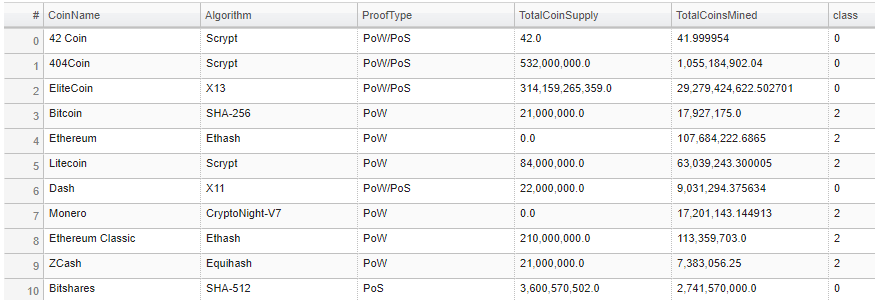 # CoinName Algorithm ProofType TotalCoinSupply TotalCoinsMined class
0 42 Coin Scrypt PoW/PoS 42.0 41.999954 0
1 404Coin Scrypt PoW/PoS 532,000,000.0 1,055,184,902.04 0
2 EliteCoin X13 PoW/PoS 314,159,265,359.0 29,279,424,622.502701 0
3 Bitcoin SHA-256 PoW 21,000,000.0 17,927,175.0 2
4 Ethereum Ethash PoW 0.0 107,684,222.6865 2
5 Litecoin Scrypt PoW 84,000,000.0 63,039,243.300005 2
6 Dash X11 PoW/PoS 22,000,000.0 9,031,294.375634 0
7 Monero CryptoNight-V7 PoW 0.0 17,201,143.144913 2
8 Ethereum Classic Ethash PoW 210,000,000.0 113,359,703.0 2
9 ZCash Equihash PoW 21,000,000.0 7,383,056.25 2
10 Bitshares SHA-512 PoS 3,600,570,502.0 2,741,570,000.0 0